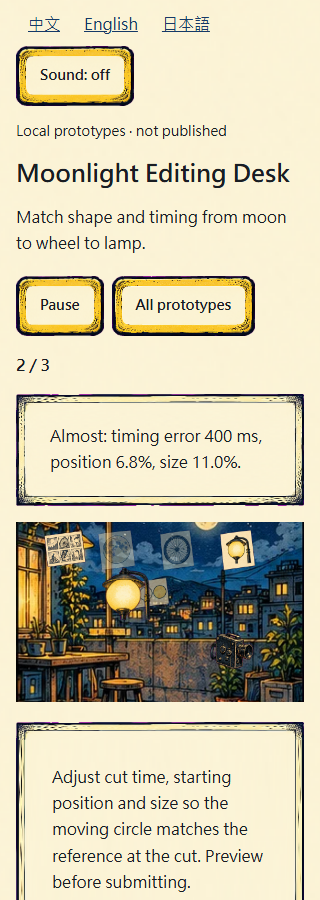 中文 English 日本語
Sound: off
Local prototypes · not published
Moonlight Editing Desk
Match shape and timing from moon
to wheel to lamp.
Pause All prototypes
2 / 3
Almost: timing error 400 ms,
position 6.8%, size 11.0%.
Adjust cut time, starting
position and size so the
moving circle matches the
reference at the cut. Preview
before submitting.